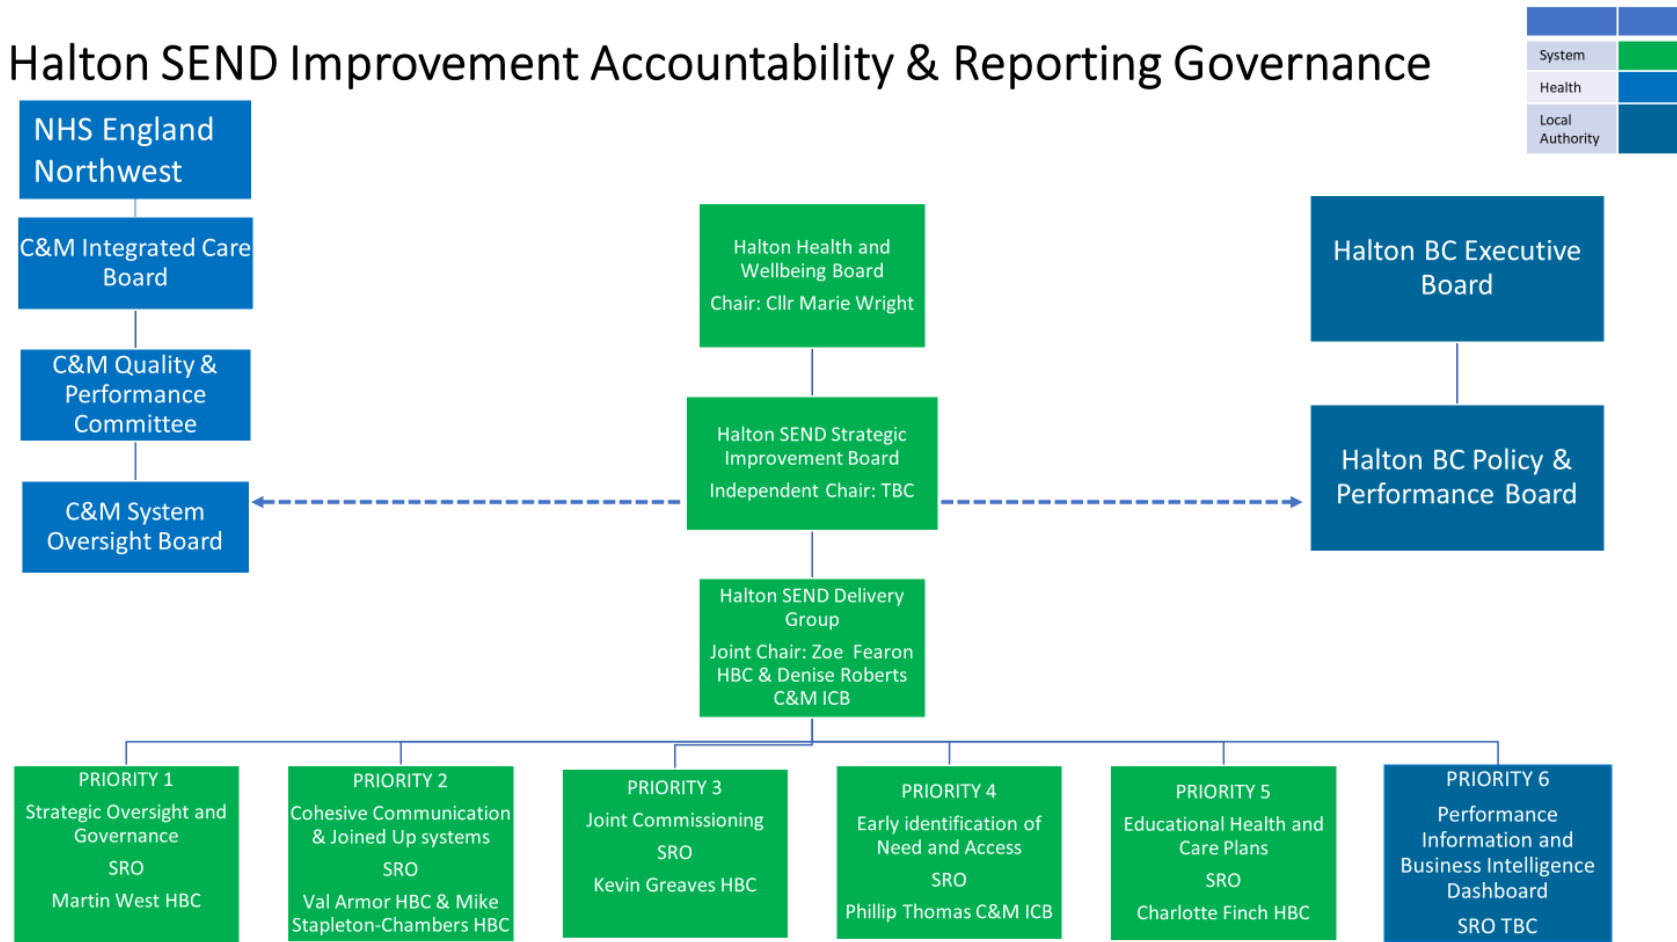 Halton SEND Improvement Accountability & Reporting Governance
System
Health
Local
Authority
NHS England
Northwest
C&M Integrated Care
Board
C&M Quality &
Performance
Committee
C&M System
Oversight Board
Halton Health and
Wellbeing Board
Chair: Cllr Marie Wright
Halton SEND Strategic
Improvement Board
Independent Chair: TBC
Halton SEND Delivery
Group
Joint Chair: Zoe Fearon
HBC & Denise Roberts
C&M ICB
Halton BC Executive
Board
Halton BC Policy &
Performance Board
PRIORITY 1
Strategic Oversight and
Governance
SRO
Martin West HBC
PRIORITY 2
Cohesive Communication
& Joined Up systems
SRO
Val Armor HBC & Mike
Stapleton-Chambers HBC
PRIORITY 3
Joint Commissioning
SRO
Kevin Greaves HBC
PRIORITY 4
Early identification of
Need and Access
SRO
Phillip Thomas C&M ICB
PRIORITY 5
Educational Health and
Care Plans
SRO
Charlotte Finch HBC
PRIORITY 6
Performance
Information and
Business Intelligence
Dashboard
SRO TBC